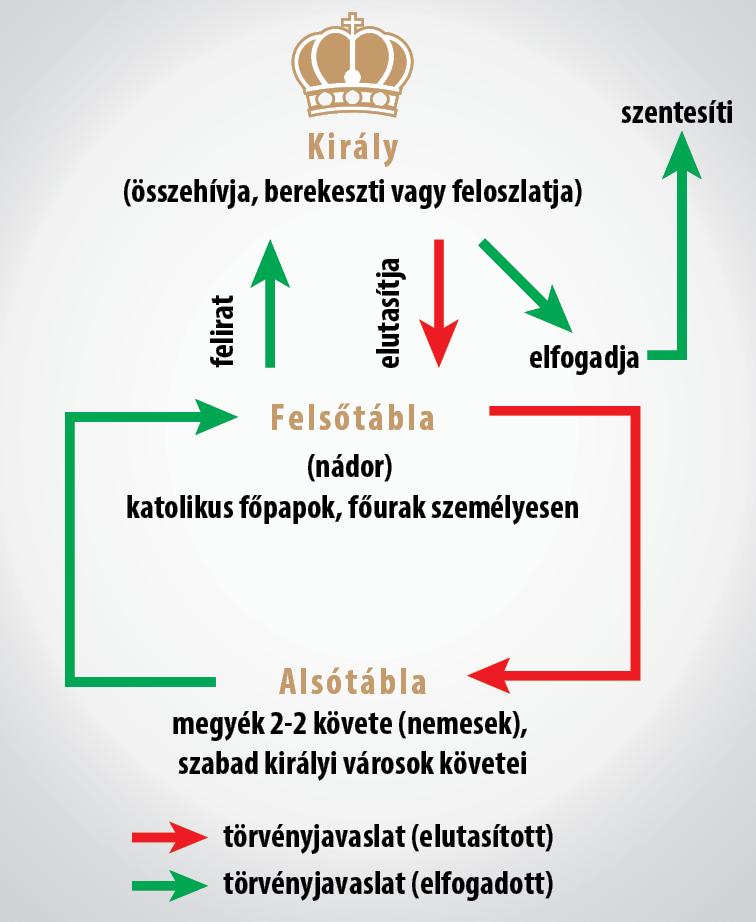 Király
(összehívja, berekeszti vagy feloszlatja)
szentesíti
felirat
elutasítja
elfogadja
Felsőtábla
(nádor)
katolikus főpapok, főurak személyesen
Alsótábla
megyék 2-2 követe (nemesek),
szabad királyi városok követei
törvényjavaslat (elutasított)
törvényjavaslat (elfogadott)